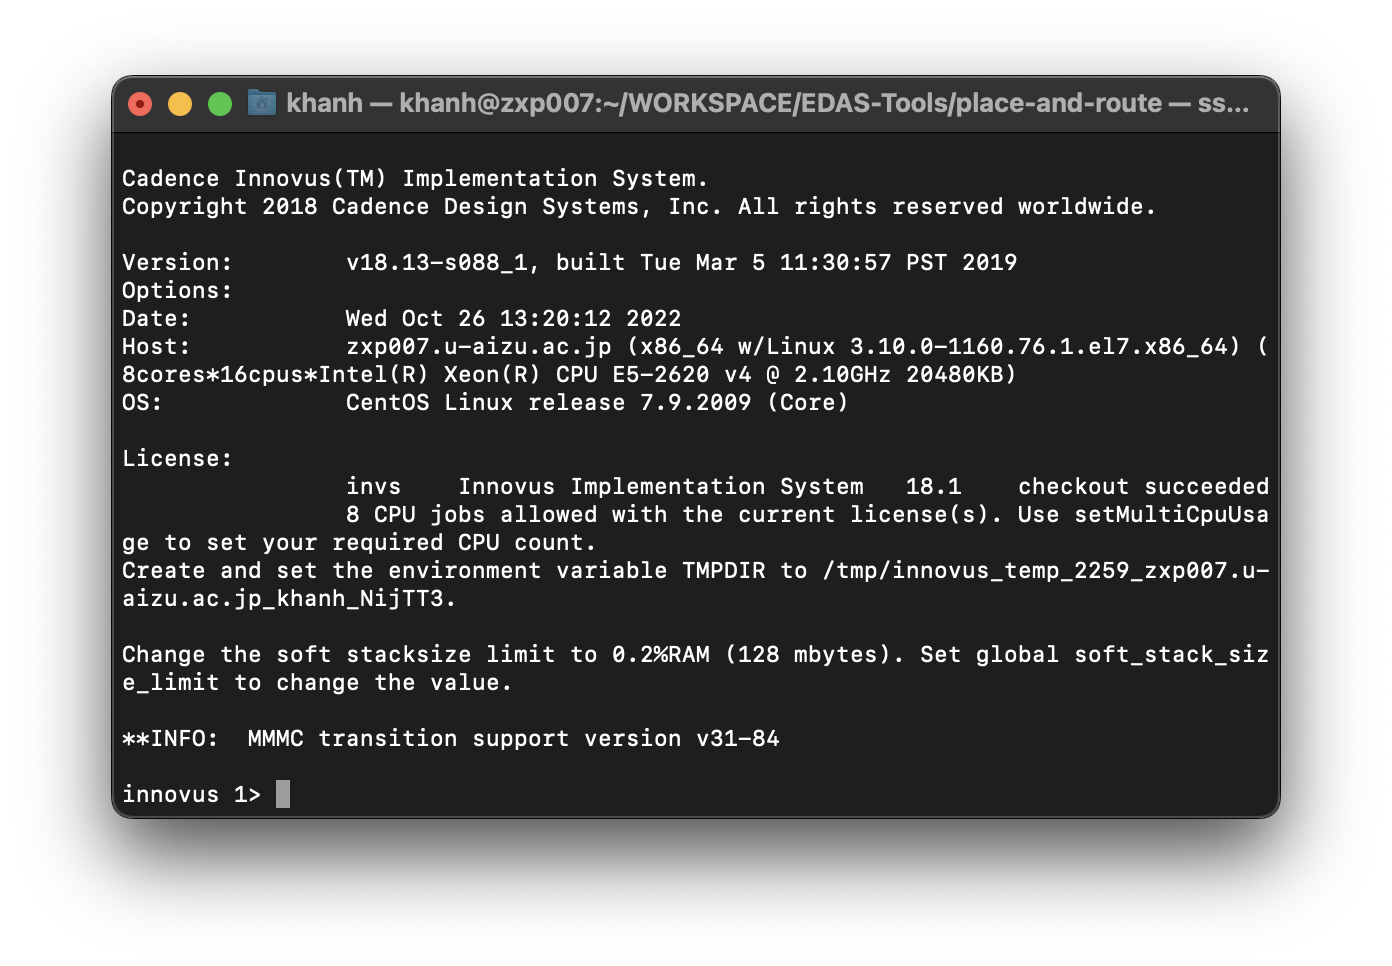 khanh — khanh@zxp007:~/WORKSPACE/EDAS-Tools/place-and-route — ss...
Cadence Innovus(TM) Implementation System.
Copyright 2018 Cadence Design Systems, Inc. All rights reserved worldwide.
Version:        v18.13-s088_1, built Tue Mar 5 11:30:57 PST 2019
Options:
Date:           Wed Oct 26 13:20:12 2022
Host:           zxp007.u-aizu.ac.jp (x86_64 w/Linux 3.10.0-1160.76.1.el7.x86_64) (
8cores*16cpus*Intel(R) Xeon(R) CPU E5-2620 v4 @ 2.10GHz 20480KB)
OS:             CentOS Linux release 7.9.2009 (Core)
License:
                invs    Innovus Implementation System   18.1    checkout succeeded
                8 CPU jobs allowed with the current license(s). Use setMultiCpuUsa
ge to set your required CPU count.
Create and set the environment variable TMPDIR to /tmp/innovus_temp_2259_zxp007.u-
aizu.ac.jp_khanh_NijTT3.
Change the soft stacksize limit to 0.2%RAM (128 mbytes). Set global soft_stack_siz
e_limit to change the value.
**INFO:  MMMC transition support version v31-84
innovus 1>